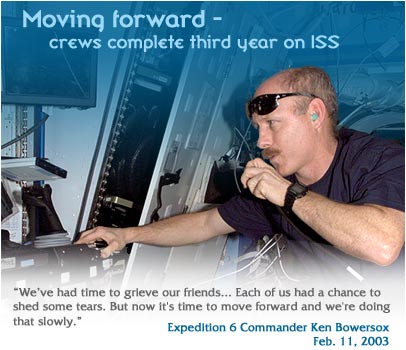 Moving forward -
crews complete third year on ISS
“We’ve had time to grieve our friends... Each of us had a chance to
shed some tears. But now it's time to move forward and we're doing
that slowly.”
Expedition 6 Commander Ken Bowersox
Feb. 11, 2003